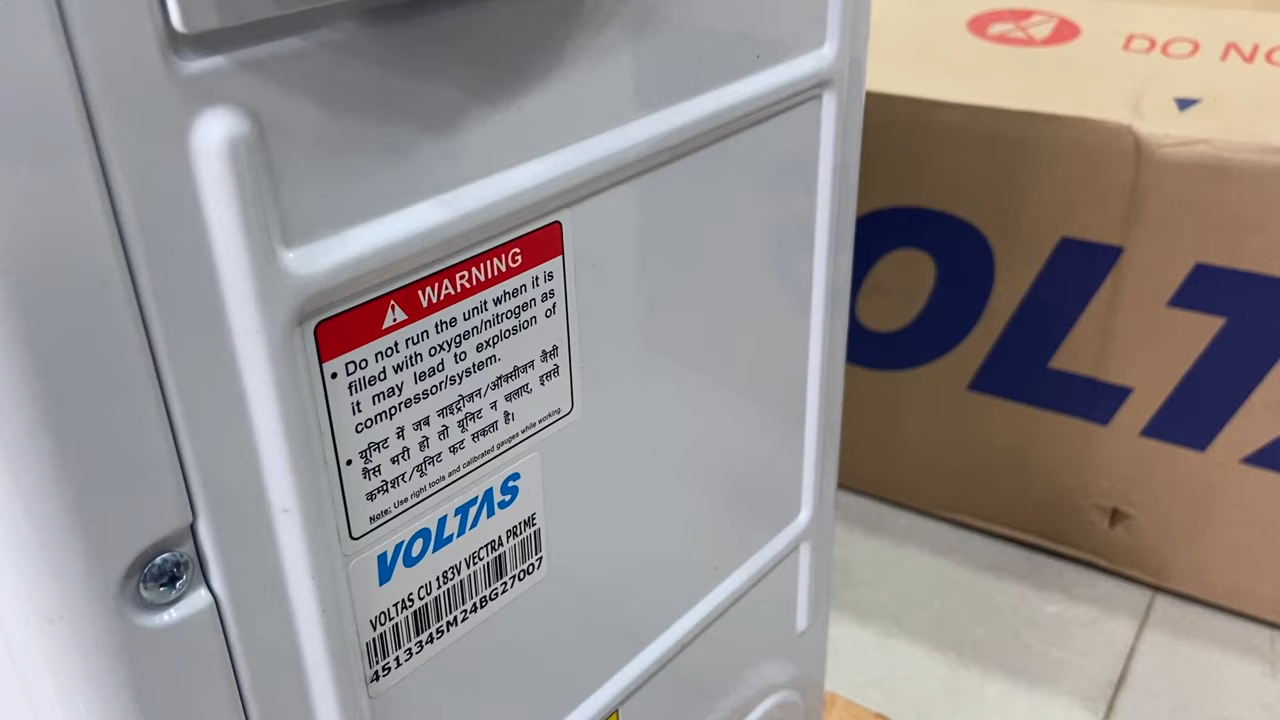 WARNING
• Do not run the unit when it is
filled with oxygen/nitrogen as
it may lead to explosion of
compressor/system.
• यूनिट में जब नाइट्रोजन/ऑक्सीजन जैसी
गैस भरी हो तो यूनिट न चलाए, इससे
कम्प्रेशर/यूनिट फट सकता है।
Note: Use right tools and calibrated gauges while working.
VOLTAS
VOLTAS CU 183V VECTRA PRIME
4513345M24BG27007
DO NO
OLTA